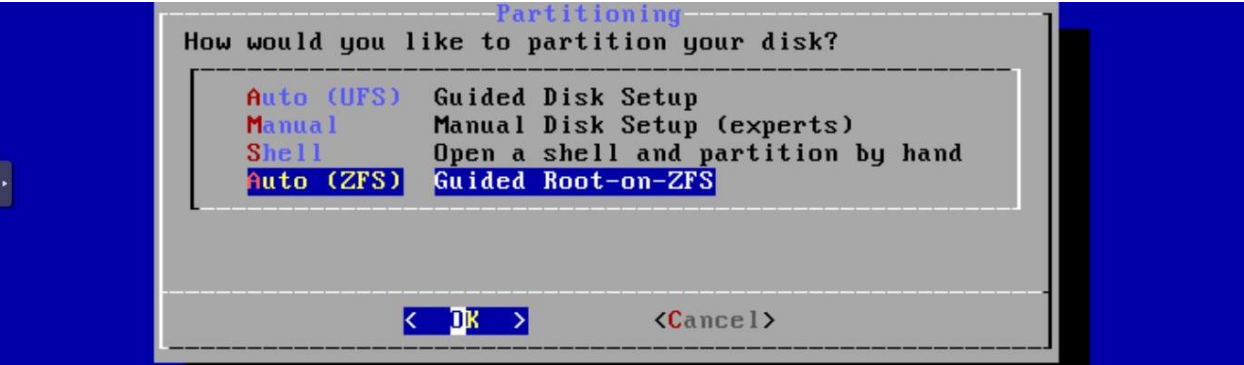 Partitioning
How would you like to partition your disk?
Auto (UFS) Guided Disk Setup
Manual Manual Disk Setup (experts)
Shell Open a shell and partition by hand
Auto (ZFS) Guided Root-on-ZFS
< OK > <Cancel>